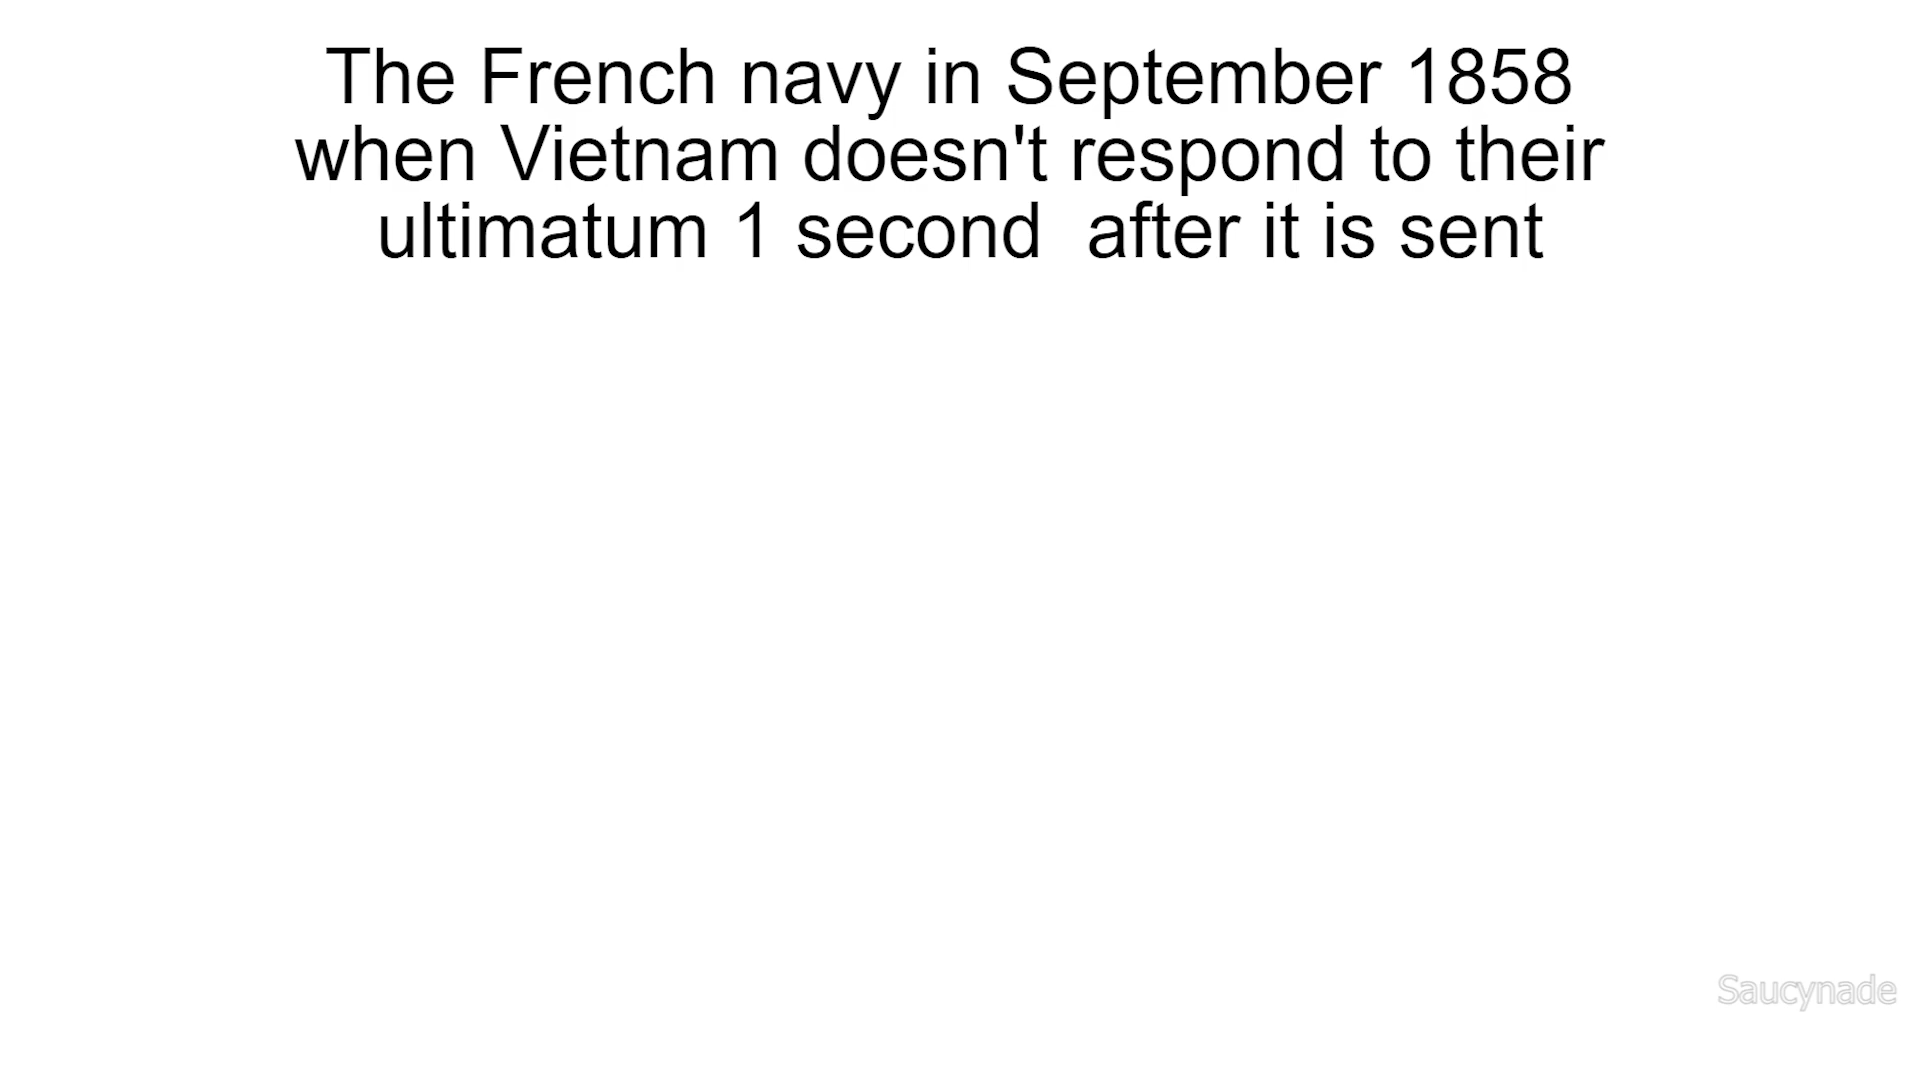 The French navy in September 1858
when Vietnam doesn't respond to their
ultimatum 1 second  after it is sent
Saucynade